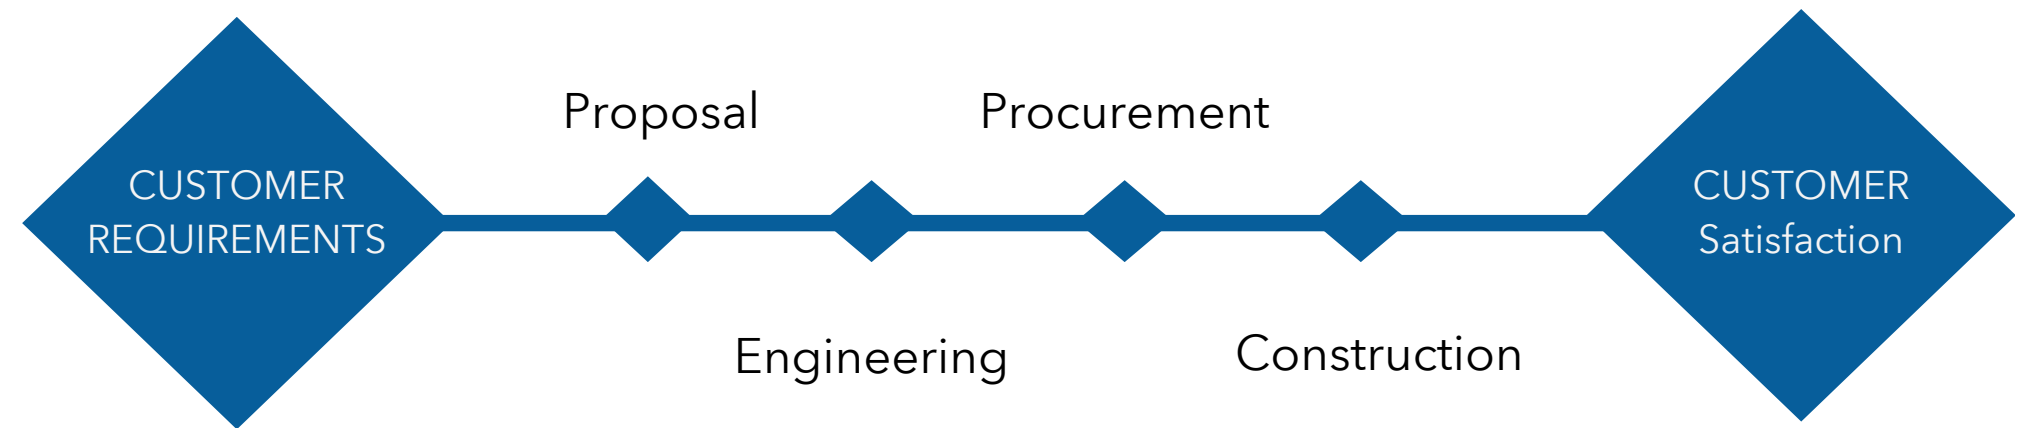 CUSTOMER
REQUIREMENTS
Proposal
Engineering
Procurement
Construction
CUSTOMER
Satisfaction